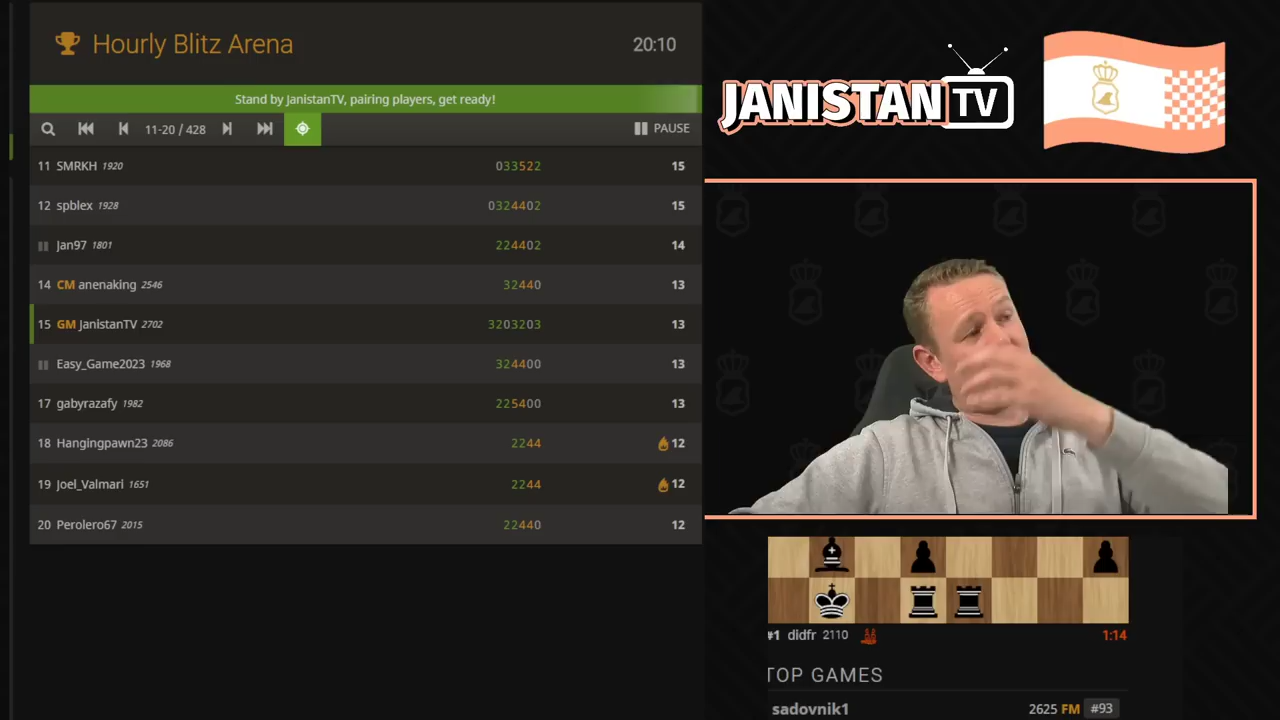 Hourly Blitz Arena
20:10
Stand by JanistanTV, pairing players, get ready!
11-20 / 428
PAUSE
11 SMRKH 1920 033522 15
12 spblex 1928 0324402 15
Jan97 1801 224402 14
14 CM anenaking 2546 32440 13
15 GM JanistanTV 2702 3203203 13
Easy_Game2023 1968 324400 13
17 gabyrazafy 1982 225400 13
18 Hangingpawn23 2086 2244 12
19 Joel_Valmari 1651 2244 12
20 Perolero67 2015 22440 12
JANISTAN TV
#1 didfr 2110 1:14
TOP GAMES
sadovnik1 2625 FM #93